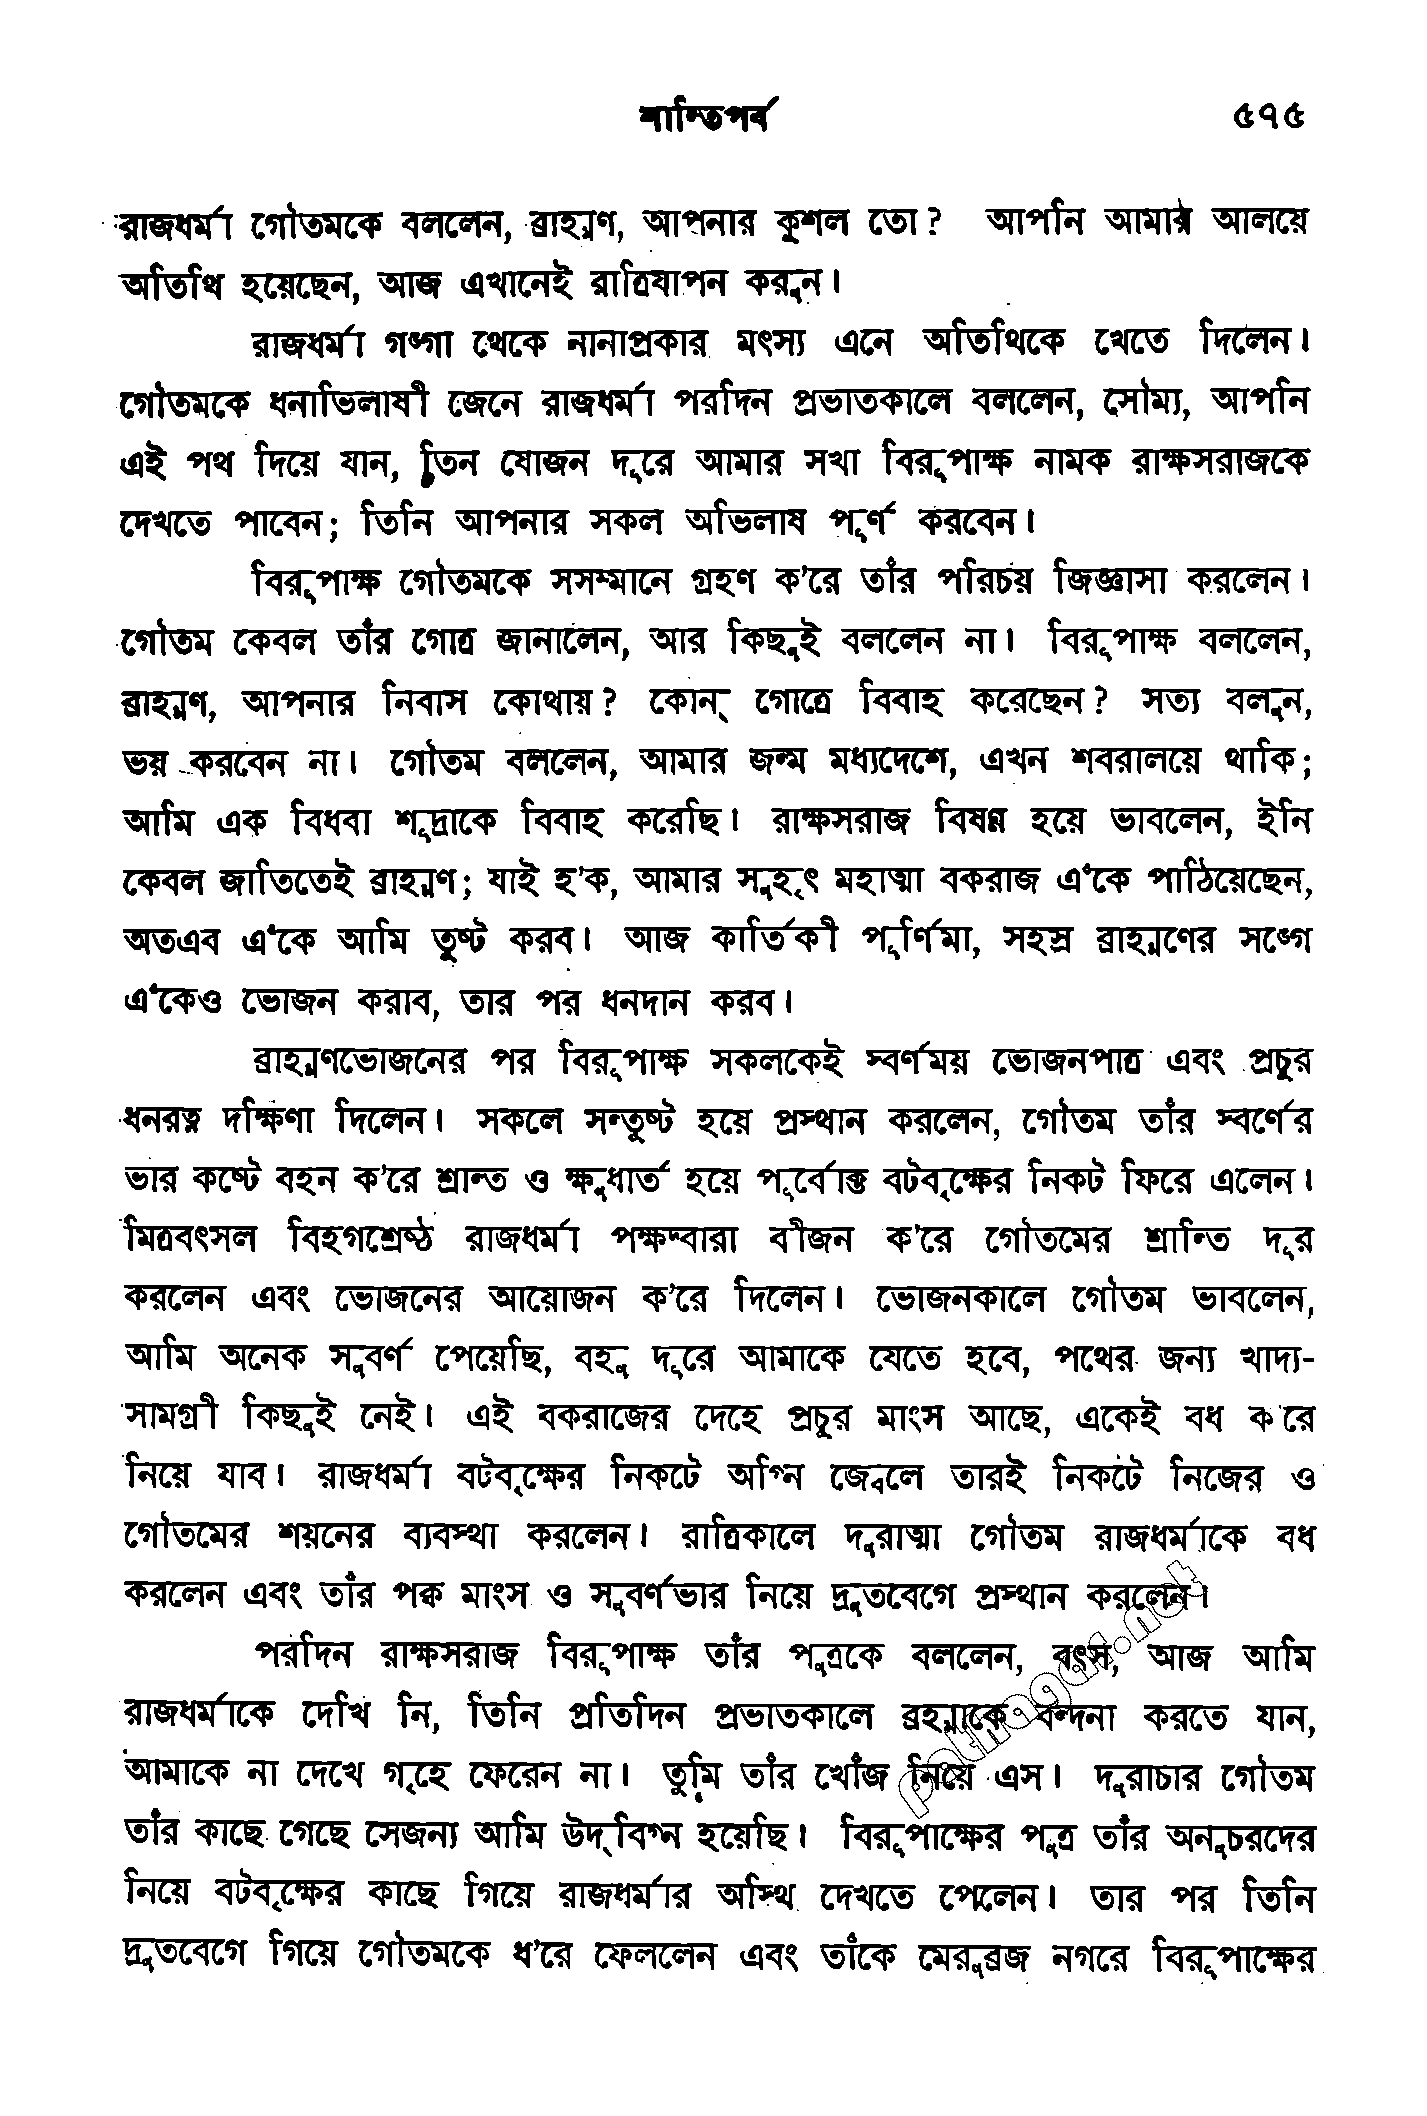 শান্তিপর্ব ৫৭৫
রাজধর্মা গৌতমকে বললেন, ব্রাহ্মণ, আপনার কুশল তো? আপনি আমার আলয়ে
অতিথি হয়েছেন, আজ এখানেই রাত্রিযাপন করুন।
রাজধর্মা গঙ্গা থেকে নানাপ্রকার মৎস্য এনে অতিথিকে খেতে দিলেন।
গৌতমকে ধনাভিলাষী জেনে রাজধর্মা পরদিন প্রভাতকালে বললেন, সৌম্য, আপনি
এই পথ দিয়ে যান, তিন যোজন দূরে আমার সখা বিরূপাক্ষ নামক রাক্ষসরাজকে
দেখতে পাবেন; তিনি আপনার সকল অভিলাষ পূর্ণ করবেন।
বিরূপাক্ষ গৌতমকে সসম্মানে গ্রহণ ক'রে তাঁর পরিচয় জিজ্ঞাসা করলেন।
গৌতম কেবল তাঁর গোত্র জানালেন, আর কিছুই বললেন না। বিরূপাক্ষ বললেন,
ব্রাহ্মণ, আপনার নিবাস কোথায়? কোন্ গোত্রে বিবাহ করেছেন? সত্য বলুন,
ভয় করবেন না। গৌতম বললেন, আমার জন্ম মধ্যদেশে, এখন শবরালয়ে থাকি;
আমি এক বিধবা শূদ্রাকে বিবাহ করেছি। রাক্ষসরাজ বিষণ্ণ হয়ে ভাবলেন, ইনি
কেবল জাতিতেই ব্রাহ্মণ; যাই হ'ক, আমার সুহৃৎ মহাত্মা বকরাজ এঁকে পাঠিয়েছেন,
অতএব এঁকে আমি তুষ্ট করব। আজ কার্তিকী পূর্ণিমা, সহস্র ব্রাহ্মণের সঙ্গে
এঁকেও ভোজন করাব, তার পর ধনদান করব।
ব্রাহ্মণভোজনের পর বিরূপাক্ষ সকলকেই স্বর্ণময় ভোজনপাত্র এবং প্রচুর
ধনরত্ন দক্ষিণা দিলেন। সকলে সন্তুষ্ট হয়ে প্রস্থান করলেন, গৌতম তাঁর স্বর্ণের
ভার কষ্টে বহন ক'রে শ্রান্ত ও ক্ষুধার্ত হয়ে পূর্বোক্ত বটবৃক্ষের নিকট ফিরে এলেন।
মিত্রবৎসল বিহগশ্রেষ্ঠ রাজধর্মা পক্ষদ্বারা বীজন ক'রে গৌতমের শ্রান্তি দূর
করলেন এবং ভোজনের আয়োজন ক'রে দিলেন। ভোজনকালে গৌতম ভাবলেন,
আমি অনেক সুবর্ণ পেয়েছি, বহু দূরে আমাকে যেতে হবে, পথের জন্য খাদ্য-
সামগ্রী কিছুই নেই। এই বকরাজের দেহে প্রচুর মাংস আছে, একেই বধ ক'রে
নিয়ে যাব। রাজধর্মা বটবৃক্ষের নিকটে অগ্নি জ্বেলে তারই নিকটে নিজের ও
গৌতমের শয়নের ব্যবস্থা করলেন। রাত্রিকালে দুরাত্মা গৌতম রাজধর্মাকে বধ
করলেন এবং তাঁর পক্ব মাংস ও সুবর্ণভার নিয়ে দ্রুতবেগে প্রস্থান করলেন।
পরদিন রাক্ষসরাজ বিরূপাক্ষ তাঁর পুত্রকে বললেন, বৎস, আজ আমি
রাজধর্মাকে দেখি নি, তিনি প্রতিদিন প্রভাতকালে ব্রহ্মাকে বন্দনা করতে যান,
আমাকে না দেখে গৃহে ফেরেন না। তুমি তাঁর খোঁজ নিয়ে এস। দুরাচার গৌতম
তাঁর কাছে গেছে সেজন্য আমি উদ্‌বিগ্ন হয়েছি। বিরূপাক্ষের পুত্র তাঁর অনুচরদের
নিয়ে বটবৃক্ষের কাছে গিয়ে রাজধর্মার অস্থি দেখতে পেলেন। তার পর তিনি
দ্রুতবেগে গিয়ে গৌতমকে ধ'রে ফেললেন এবং তাঁকে মেরুব্রজ নগরে বিরূপাক্ষের
pathagar.net